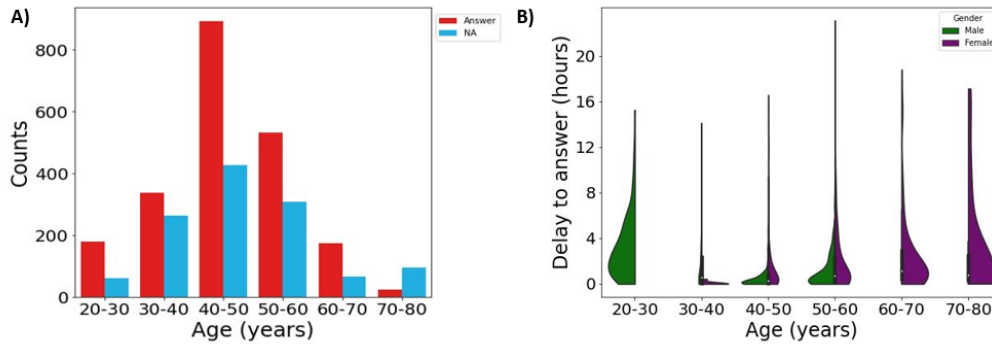 A)
Answer
NA
800
600
400
200
0
Counts
20-30 30-40 40-50 50-60 60-70 70-80
Age (years)
B)
Gender
Male
Female
20
16
12
8
4
0
Delay to answer (hours)
20-30 30-40 40-50 50-60 60-70 70-80
Age (years)